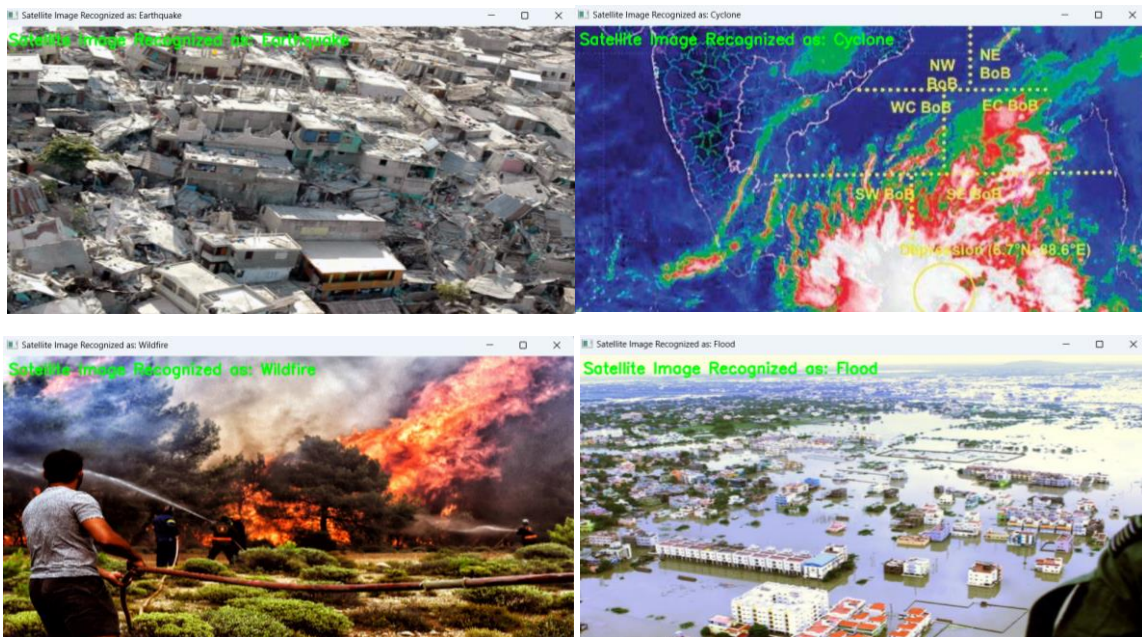 Satellite Image Recognized as: Earthquake
Satellite Image Recognized as: Earthquake
Satellite Image Recognized as: Cyclone
Satellite Image Recognized as: Cyclone
NW
BoB
NE
BoB
WC BoB
EC BoB
SW BoB
SE BoB
Depression (6.7°N, 88.6°E)
Satellite Image Recognized as: Wildfire
Satellite Image Recognized as: Wildfire
Satellite Image Recognized as: Flood
Satellite Image Recognized as: Flood